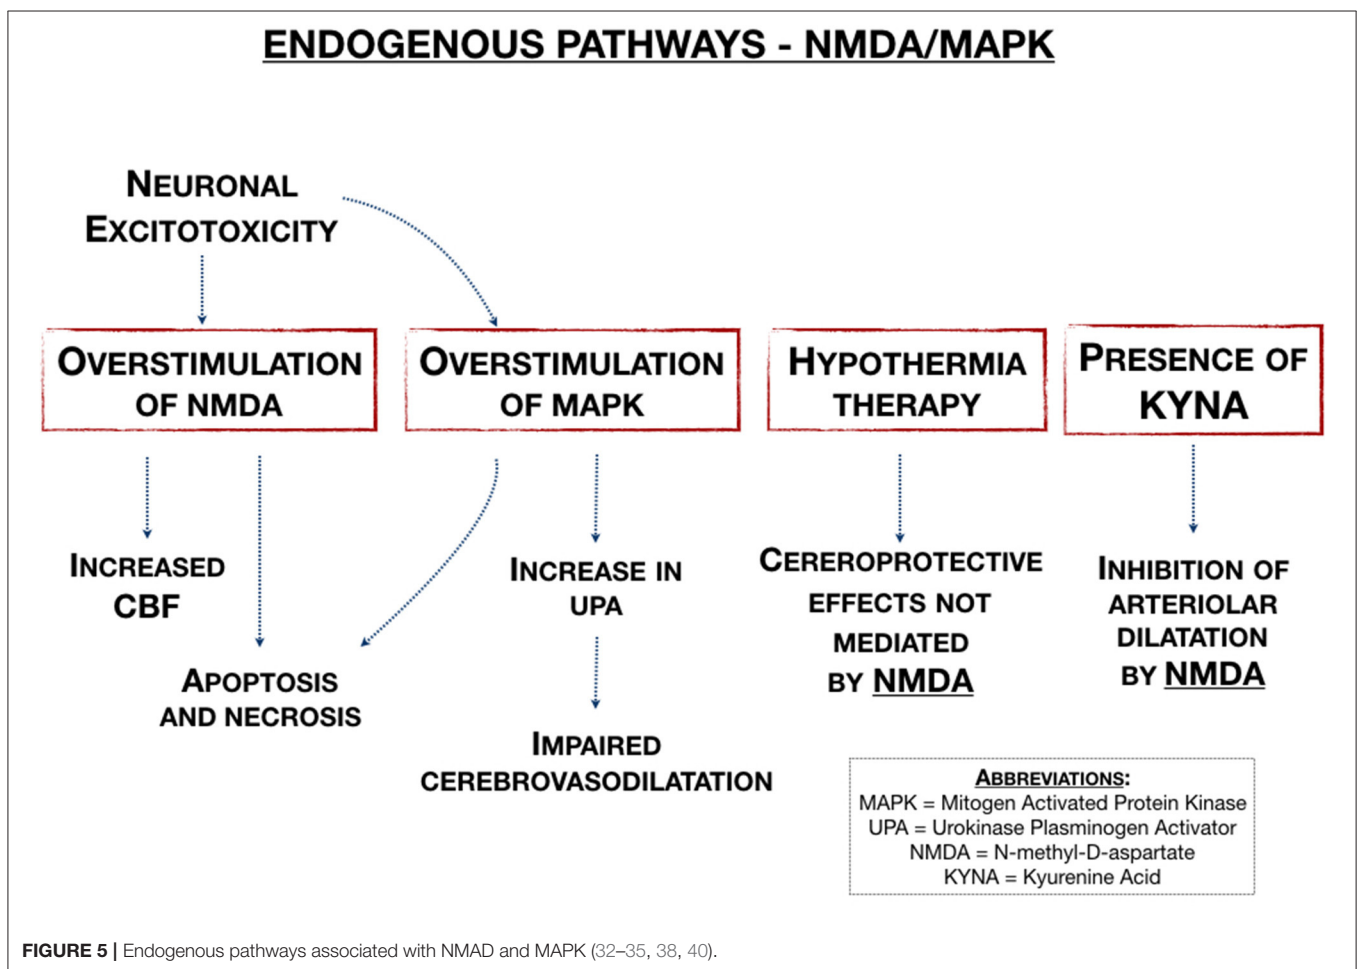 ENDOGENOUS PATHWAYS - NMDA/MAPK
NEURONAL
EXCITOTOXICITY
OVERSTIMULATION
OF NMDA
OVERSTIMULATION
OF MAPK
HYPOTHERMIA
THERAPY
PRESENCE OF
KYNA
INCREASED
CBF
APOPTOSIS
AND NECROSIS
INCREASE IN
UPA
IMPAIRED
CEREBROVASODILATATION
CEREROPROTECTIVE
EFFECTS NOT
MEDIATED
BY NMDA
INHIBITION OF
ARTERIOLAR
DILATATION
BY NMDA
ABBREVIATIONS:
MAPK = Mitogen Activated Protein Kinase
UPA = Urokinase Plasminogen Activator
NMDA = N-methyl-D-aspartate
KYNA = Kyurenine Acid
FIGURE 5 | Endogenous pathways associated with NMAD and MAPK (32–35, 38, 40).